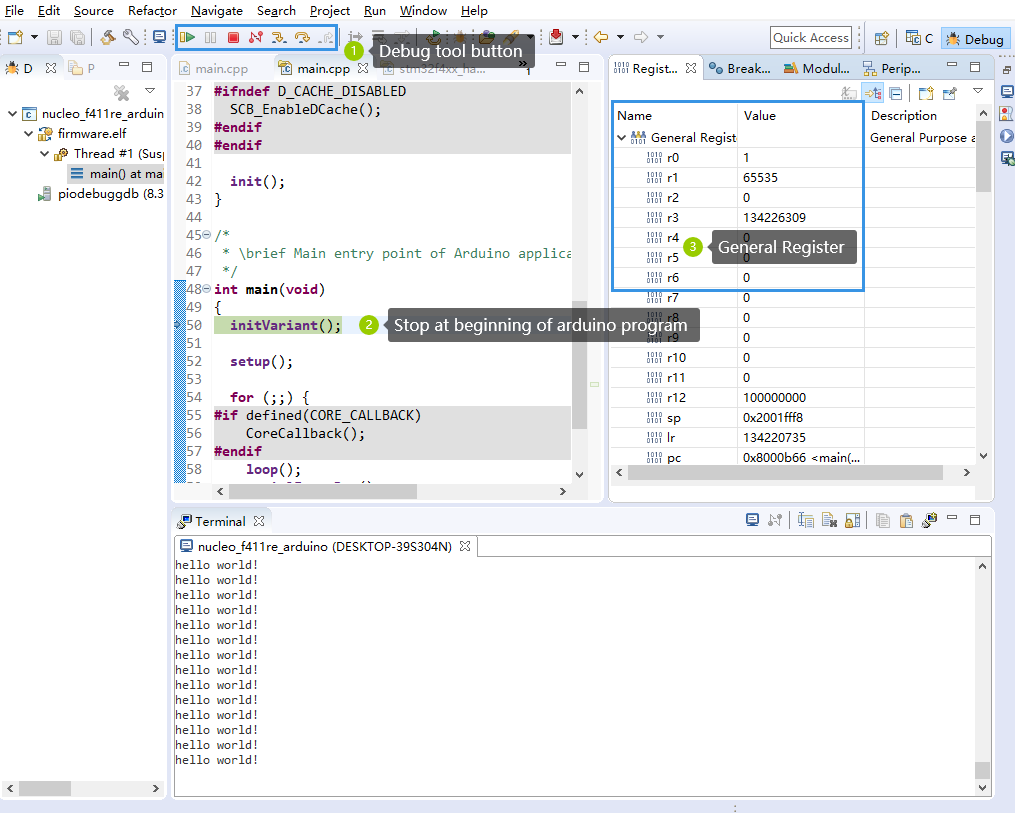 File Edit Source Refactor Navigate Search Project Run Window Help
Quick Access
C
Debug
1 Debug tool button
D
P
nucleo_f411re_arduin
firmware.elf
Thread #1 (Sus
main() at ma
piodebuggdb (8.3
main.cpp
main.cpp
stm32f4xx_ha...
»1
37 #ifndef D_CACHE_DISABLED
38 SCB_EnableDCache();
39 #endif
40 #endif
41
42 init();
43 }
44
45 /*
46 * \brief Main entry point of Arduino applica
47 */
48 int main(void)
49 {
50 initVariant();
2 Stop at beginning of arduino program
51
52 setup();
53
54 for (;;) {
55 #if defined(CORE_CALLBACK)
56 CoreCallback();
57 #endif
58 loop();
Regist... Break... Modul... Perip...
Name Value Description
General Regist General Purpose a
r0 1
r1 65535
r2 0
r3 134226309
r4 0
3 General Register
r5 0
r6 0
r7 0
r8 0
r9 0
r10 0
r11 0
r12 100000000
sp 0x2001fff8
lr 134220735
pc 0x8000b66 <main(...
Terminal
nucleo_f411re_arduino (DESKTOP-39S304N)
hello world!
hello world!
hello world!
hello world!
hello world!
hello world!
hello world!
hello world!
hello world!
hello world!
hello world!
hello world!
hello world!
hello world!